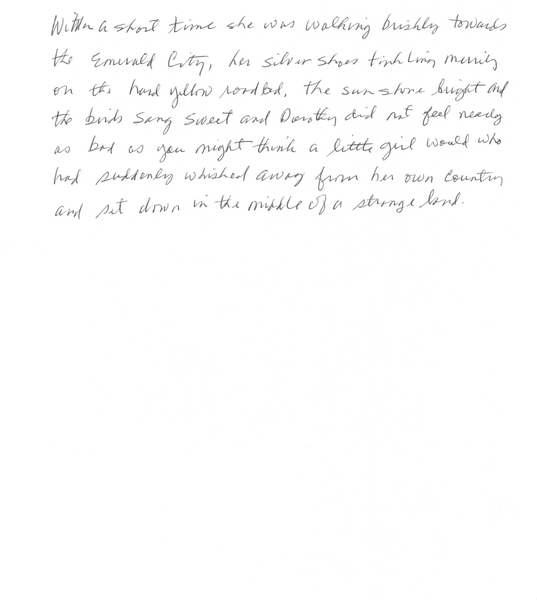 Within a short time she was walking briskly towards
the Emerald City, her silver shoes tinkling merrily
on the hard yellow roadbed. The sun shone bright and
the birds sang sweet and Dorothy did not feel nearly
as bad as you might think a little girl would who
had suddenly whisked away from her own country
and set down in the middle of a strange land.